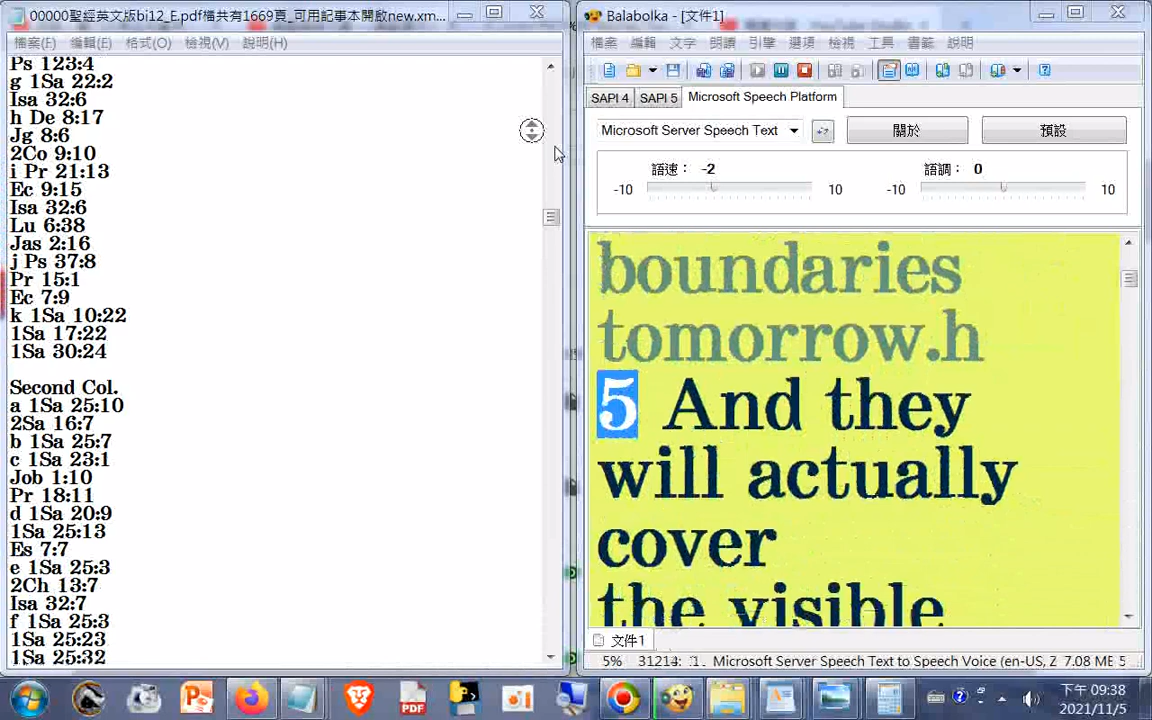 00000聖經英文版bi12_E.pdf檔共有1669頁_可用記事本開啟new.xm...
檔案(E) 編輯(E) 格式(O) 檢視(V) 說明(H)
Ps 123:4
g 1Sa 22:2
Isa 32:6
h De 8:17
Jg 8:6
2Co 9:10
i Pr 21:13
Ec 9:15
Isa 32:6
Lu 6:38
Jas 2:16
j Ps 37:8
Pr 15:1
Ec 7:9
k 1Sa 10:22
1Sa 17:22
1Sa 30:24
Second Col.
a 1Sa 25:10
2Sa 16:7
b 1Sa 25:7
c 1Sa 23:1
Job 1:10
Pr 18:11
d 1Sa 20:9
1Sa 25:13
Es 7:7
e 1Sa 25:3
2Ch 13:7
Isa 32:7
f 1Sa 25:3
1Sa 25:23
1Sa 25:32
Balabolka - [文件1]
檔案 編輯 文字 朗讀 引擎 選項 檢視 工具 書籤 說明
SAPI 4 SAPI 5 Microsoft Speech Platform
Microsoft Server Speech Text 關於 預設
語速： -2 語調： 0
-10 10 -10 10
boundaries
tomorrow.h
5 And they
will actually
cover
the visible
文件1
5% 31214: 1. Microsoft Server Speech Text to Speech Voice (en-US, Z 7.08 MB 5
PDF
下午 09:38
2021/11/5